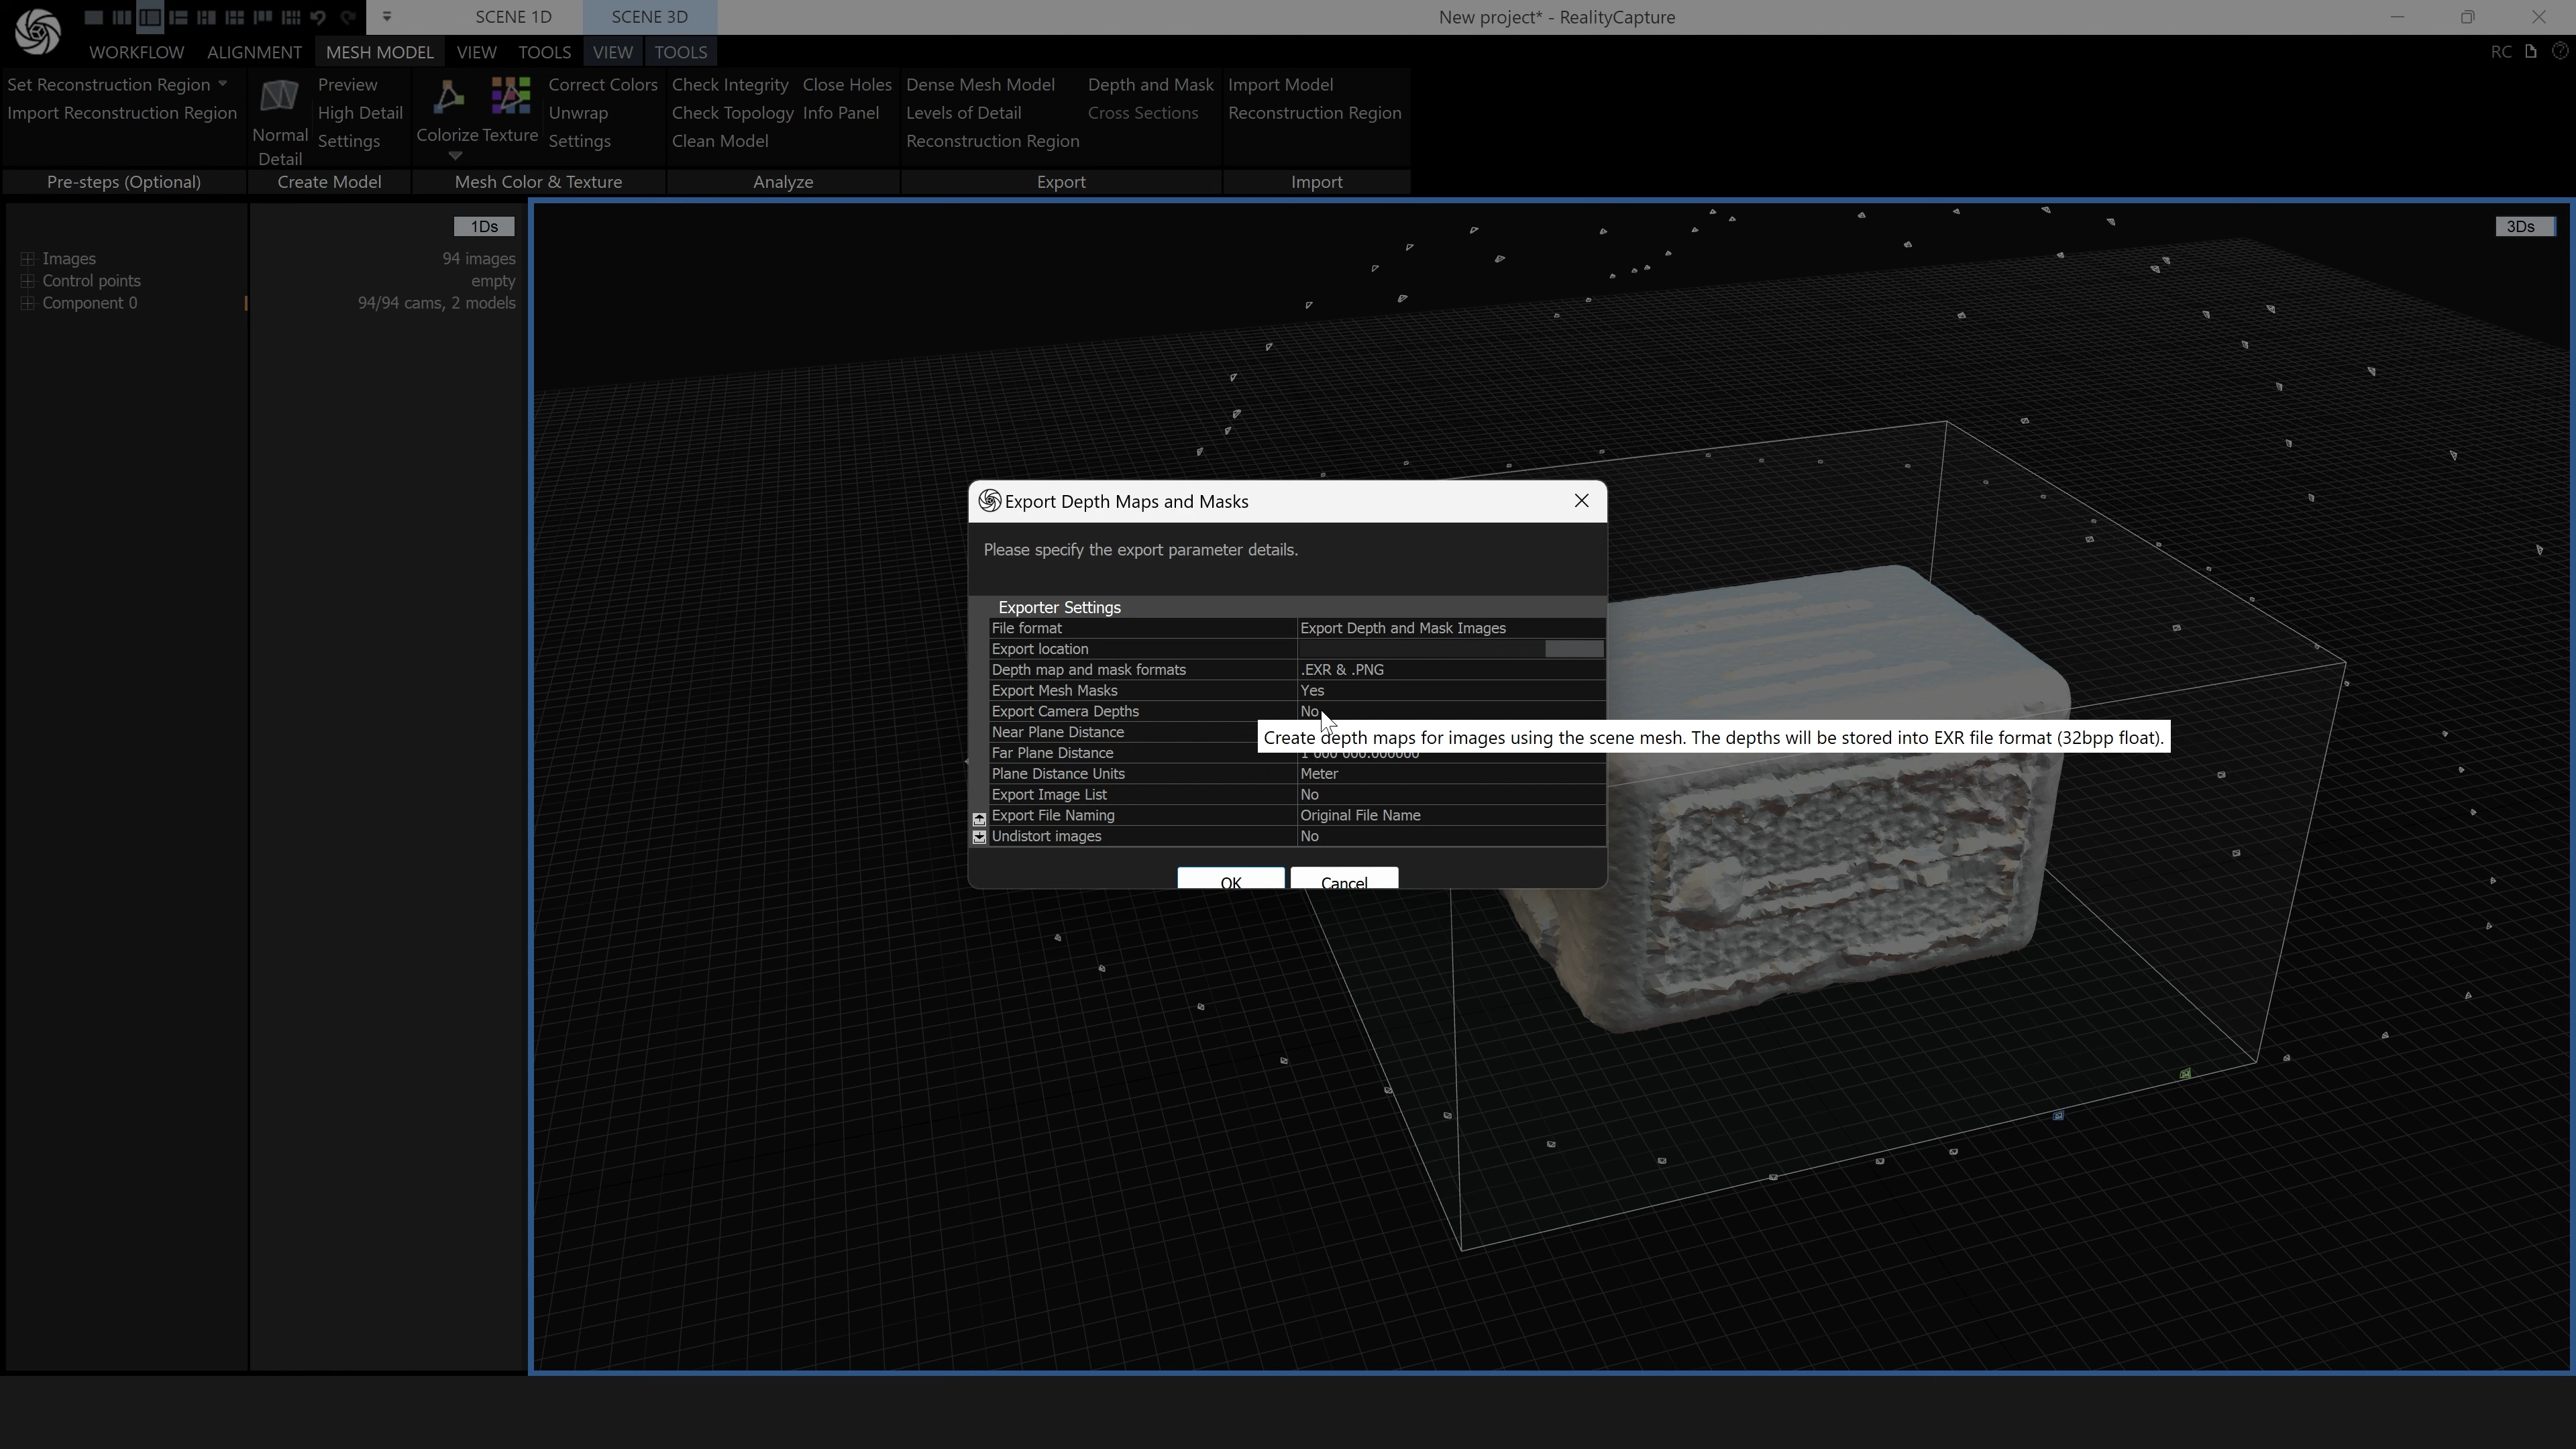 SCENE 1D SCENE 3D New project* - RealityCapture
WORKFLOW ALIGNMENT MESH MODEL VIEW TOOLS VIEW TOOLS RC
Set Reconstruction Region
Import Reconstruction Region
Pre-steps (Optional)
Normal Detail
Preview
High Detail
Settings
Create Model
Colorize Texture
Correct Colors
Unwrap
Settings
Mesh Color & Texture
Check Integrity Close Holes
Check Topology Info Panel
Clean Model
Analyze
Dense Mesh Model Depth and Mask
Levels of Detail Cross Sections
Reconstruction Region
Export
Import Model
Reconstruction Region
Import
1Ds
Images 94 images
Control points empty
Component 0 94/94 cams, 2 models
3Ds
Export Depth Maps and Masks
Please specify the export parameter details.
Exporter Settings
File format Export Depth and Mask Images
Export location
Depth map and mask formats .EXR & .PNG
Export Mesh Masks Yes
Export Camera Depths No
Near Plane Distance
Create depth maps for images using the scene mesh. The depths will be stored into EXR file format (32bpp float).
Far Plane Distance 1 000 000.000000
Plane Distance Units Meter
Export Image List No
Export File Naming Original File Name
Undistort images No
OK Cancel